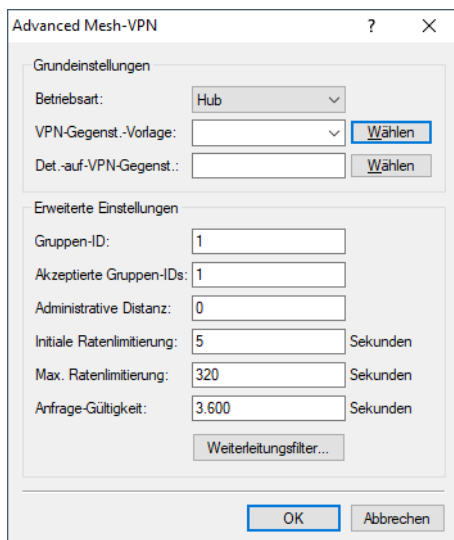 Advanced Mesh-VPN ? ×
Grundeinstellungen
Betriebsart: Hub
VPN-Gegenst.-Vorlage: Wählen
Det.-auf-VPN-Gegenst.: Wählen
Erweiterte Einstellungen
Gruppen-ID: 1
Akzeptierte Gruppen-IDs: 1
Administrative Distanz: 0
Initiale Ratenlimitierung: 5 Sekunden
Max. Ratenlimitierung: 320 Sekunden
Anfrage-Gültigkeit: 3.600 Sekunden
Weiterleitungsfilter...
OK Abbrechen